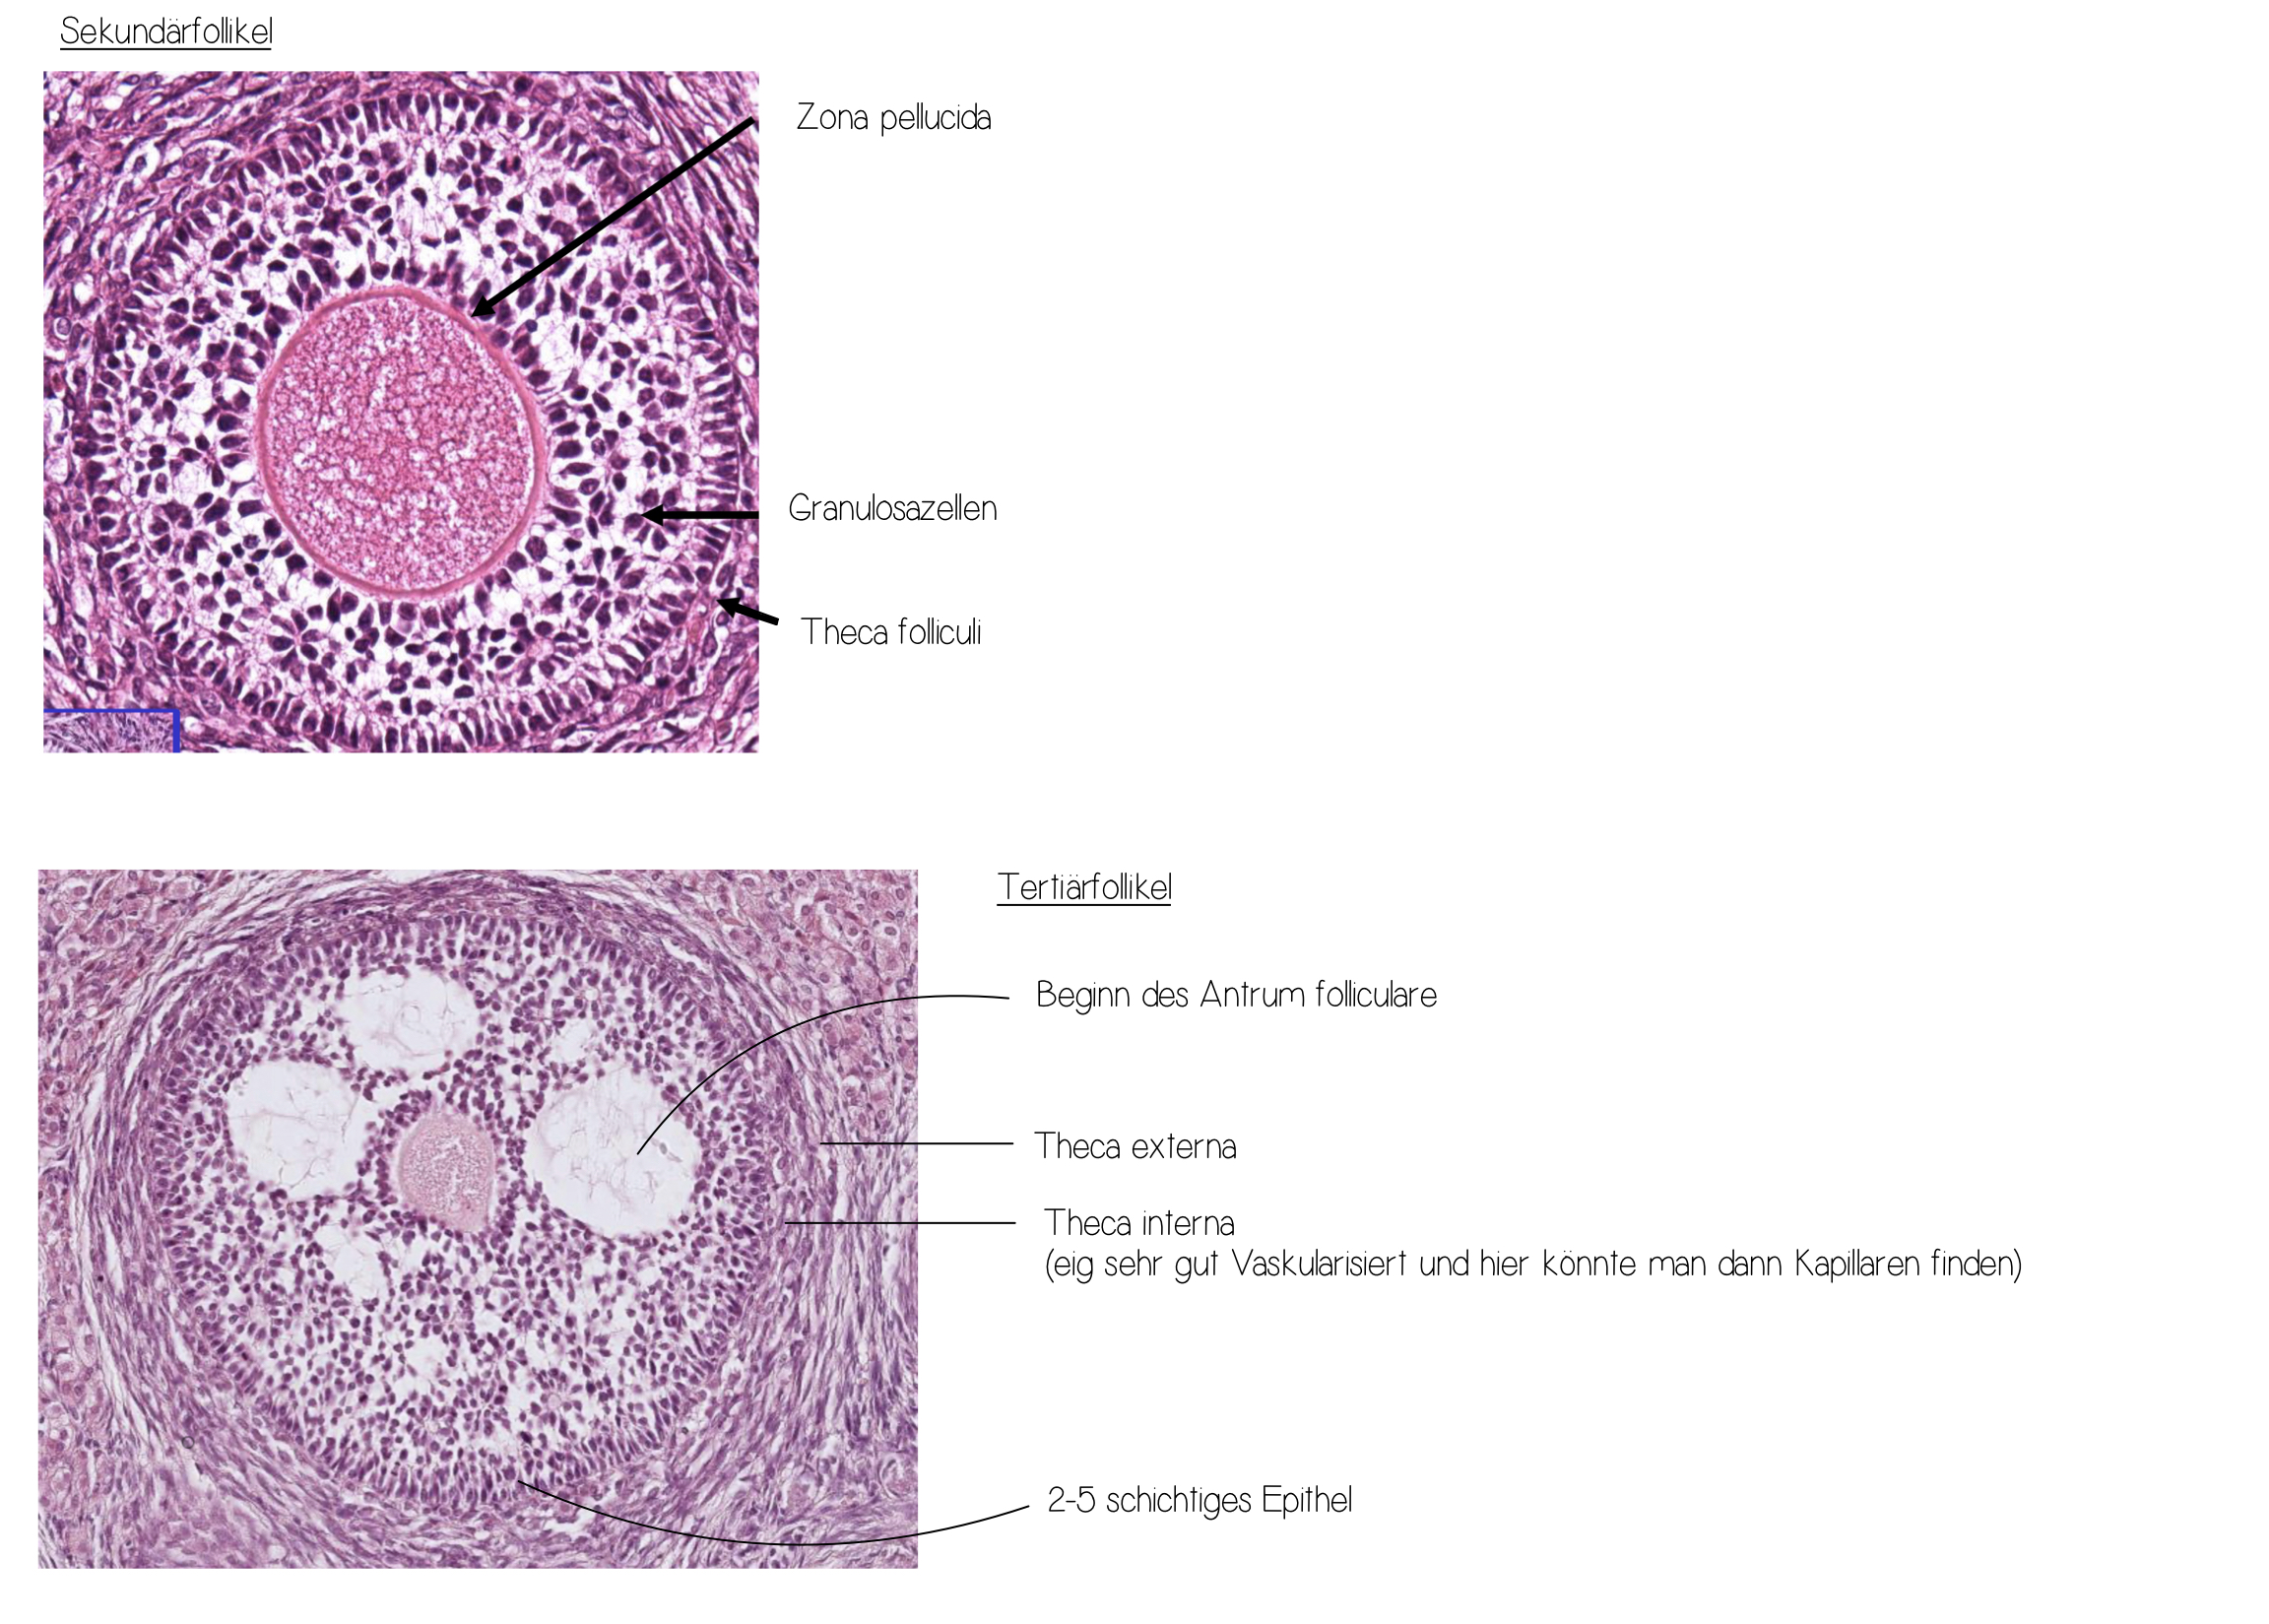 Sekundärfollikel
Zona pellucida
Granulosazellen
Theca folliculi
Tertiärfollikel
Beginn des Antrum folliculare
Theca externa
Theca interna
(eig sehr gut Vaskularisiert und hier könnte man dann Kapillaren finden)
2-5 schichtiges Epithel